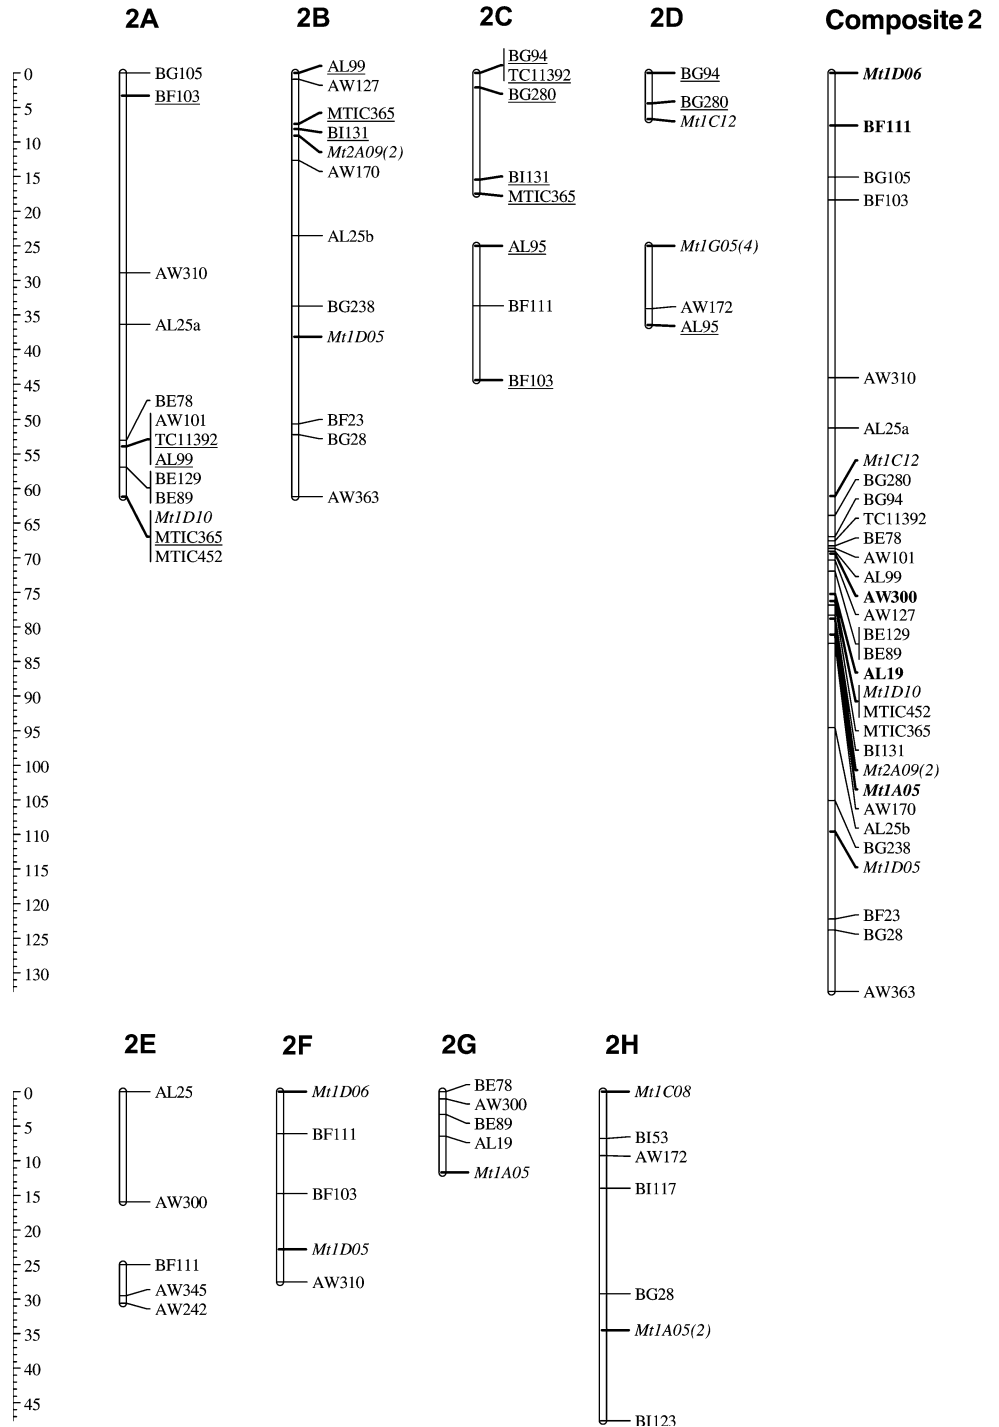 2A
2B
2C
2D
Composite 2
0
5
10
15
20
25
30
35
40
45
50
55
60
65
70
75
80
85
90
95
100
105
110
115
120
125
130
BG105
BF103
AW310
AL25a
BE78
AW101
TC11392
AL99
BE129
BE89
Mt1D10
MTIC365
MTIC452
AL99
AW127
MTIC365
BI131
Mt2A09(2)
AW170
AL25b
BG238
Mt1D05
BF23
BG28
AW363
BG94
TC11392
BG280
BI131
MTIC365
AL95
BF111
BF103
BG94
BG280
Mt1C12
Mt1G05(4)
AW172
AL95
Mt1D06
BF111
BG105
BF103
AW310
AL25a
Mt1C12
BG280
BG94
TC11392
BE78
AW101
AL99
AW300
AW127
BE129
BE89
AL19
Mt1D10
MTIC452
MTIC365
BI131
Mt2A09(2)
Mt1A05
AW170
AL25b
BG238
Mt1D05
BF23
BG28
AW363
2E
2F
2G
2H
0
5
10
15
20
25
30
35
40
45
AL25
AW300
BF111
AW345
AW242
Mt1D06
BF111
BF103
Mt1D05
AW310
BE78
AW300
BE89
AL19
Mt1A05
Mt1C08
BI53
AW172
BI117
BG28
Mt1A05(2)
BI123